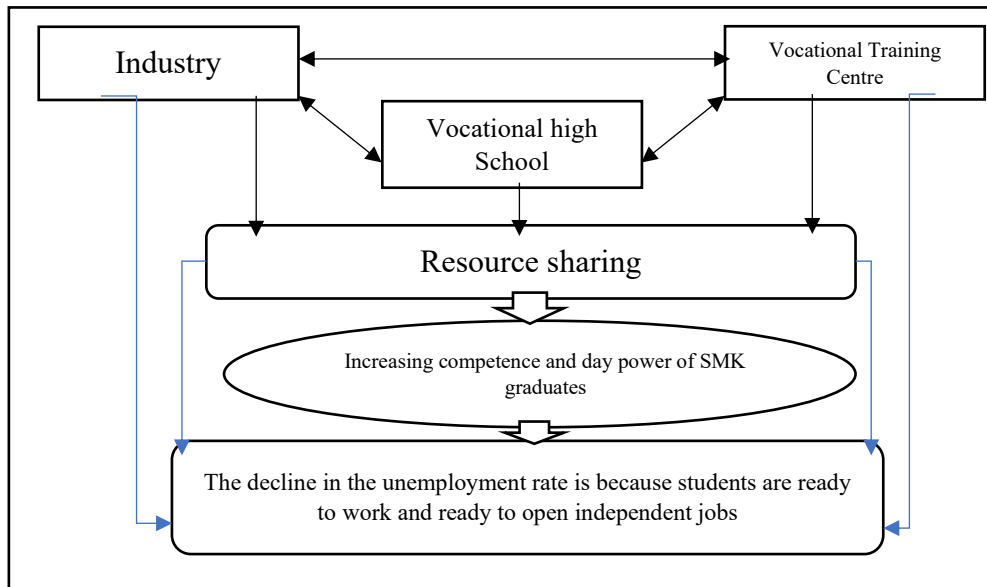 Industry
Vocational Training
Centre
Vocational high
School
Resource sharing
Increasing competence and day power of SMK
graduates
The decline in the unemployment rate is because students are ready
to work and ready to open independent jobs